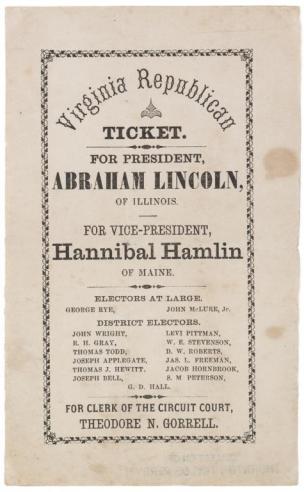 Virginia Republican
TICKET.
FOR PRESIDENT,
ABRAHAM LINCOLN,
OF ILLINOIS.
FOR VICE-PRESIDENT,
Hannibal Hamlin
OF MAINE.
ELECTORS AT LARGE.
GEORGE RYE, JOHN McLURE, Jr.
DISTRICT ELECTORS.
JOHN WRIGHT, LEVI PITTMAN,
R. H. GRAY, W. E. STEVENSON,
THOMAS TODD, D. W. ROBERTS,
JOSEPH APPLEGATE, JAS. L. FREEMAN,
THOMAS J. HEWITT. JACOB HORNBROOK,
JOSEPH BELL, S. M PETERSON,
G. D. HALL.
FOR CLERK OF THE CIRCUIT COURT,
THEODORE N. GORRELL.